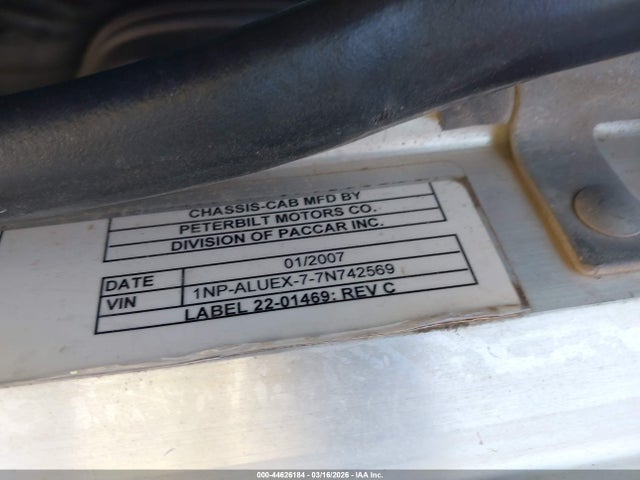 CHASSIS-CAB MFD BY
PETERBILT MOTORS CO.
DIVISION OF PACCAR INC.
DATE 01/2007
VIN 1NP-ALUEX-7-7N742569
LABEL 22-01469: REV C
000-44626184 - 03/16/2026 - IAA Inc.